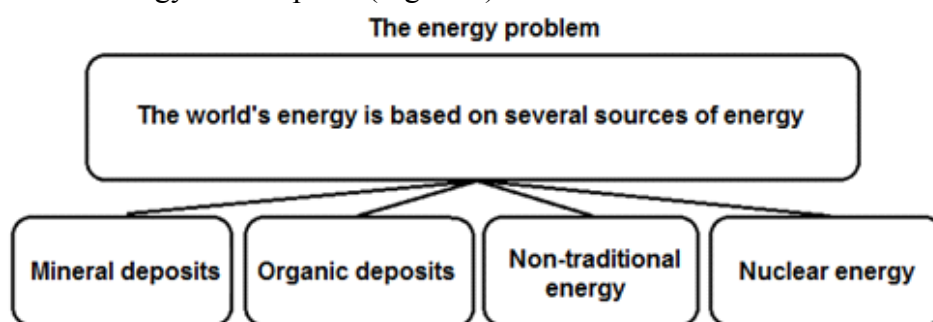 The energy problem
The world's energy is based on several sources of energy
Mineral deposits
Organic deposits
Non-traditional
energy
Nuclear energy